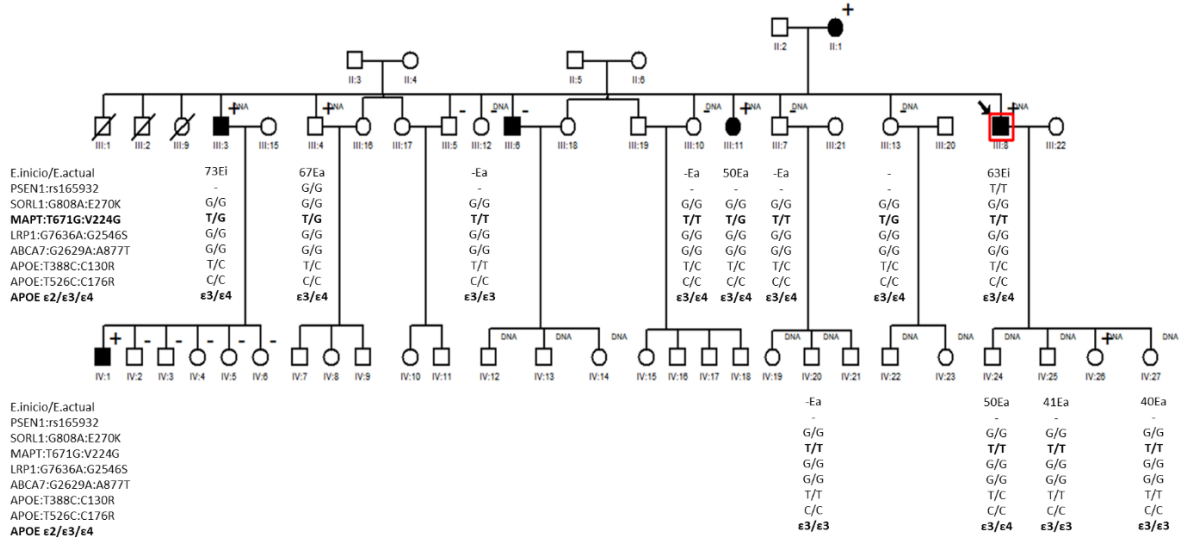 +
II:2 II:1
II:3 II:4 II:5 II:6
+ DNA + DNA - DNA - - DNA - DNA + DNA - DNA - + DNA
III:1 III:2 III:9 III:3 III:15 III:4 III:16 III:17 III:5 III:12 III:6 III:18 III:19 III:10 III:11 III:7 III:21 III:13 III:20 III:8 III:22
E.inicio/E.actual 73Ei 67Ea -Ea -Ea 50Ea -Ea - 63Ei
PSEN1:rs165932 - G/G - - - - - T/T
SORL1:G808A:E270K G/G G/G G/G G/G G/G G/G G/G G/G
MAPT:T671G:V224G T/G T/G T/T T/T T/G T/T T/G T/T
LRP1:G7636A:G2546S G/G G/G G/G G/G G/G G/G G/G G/G
ABCA7:G2629A:A877T G/G G/G G/G G/G G/G G/G G/G G/G
APOE:T388C:C130R T/C T/C T/T T/C T/C T/C T/C T/C
APOE:T526C:C176R C/C C/C C/C C/C C/C C/C C/C C/C
APOE ε2/ε3/ε4 ε3/ε4 ε3/ε4 ε3/ε3 ε3/ε4 ε3/ε4 ε3/ε4 ε3/ε4 ε3/ε4
+ - - - - - DNA DNA DNA DNA DNA DNA DNA DNA DNA DNA + DNA DNA
IV:1 IV:2 IV:3 IV:4 IV:5 IV:6 IV:7 IV:8 IV:9 IV:10 IV:11 IV:12 IV:13 IV:14 IV:15 IV:16 IV:17 IV:18 IV:19 IV:20 IV:21 IV:22 IV:23 IV:24 IV:25 IV:26 IV:27
E.inicio/E.actual -Ea 50Ea 41Ea 40Ea
PSEN1:rs165932 - - - -
SORL1:G808A:E270K G/G G/G G/G G/G
MAPT:T671G:V224G T/T T/T T/T T/T
LRP1:G7636A:G2546S G/G G/G G/G G/G
ABCA7:G2629A:A877T G/G G/G G/G G/G
APOE:T388C:C130R T/T T/C T/T T/T
APOE:T526C:C176R C/C C/C C/C C/C
APOE ε2/ε3/ε4 ε3/ε3 ε3/ε4 ε3/ε3 ε3/ε3